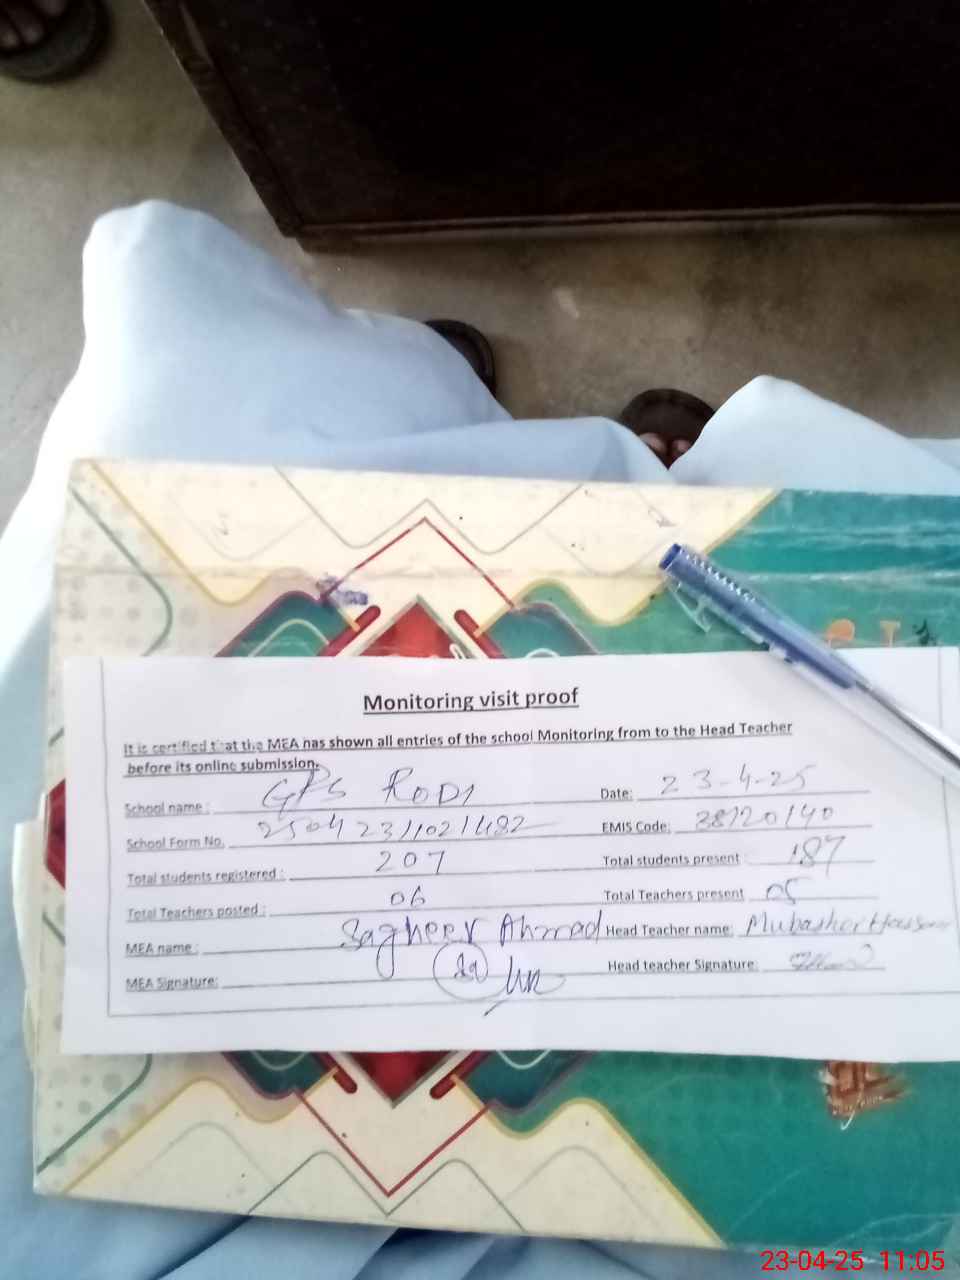 Monitoring visit proof
It is certified that the MEA has shown all entries of the school Monitoring from to the Head Teacher
before its online submission.
School name : GPS RODI Date: 23-4-25
School Form No. 25042311021482 EMIS Code: 38120140
Total students registered : 207 Total students present : 187
Total Teachers posted : 06 Total Teachers present 05
MEA name : Sagheer Ahmad Head Teacher name: Mubasher Hassan
MEA Signature: Head teacher Signature:
23-04-25 11:05